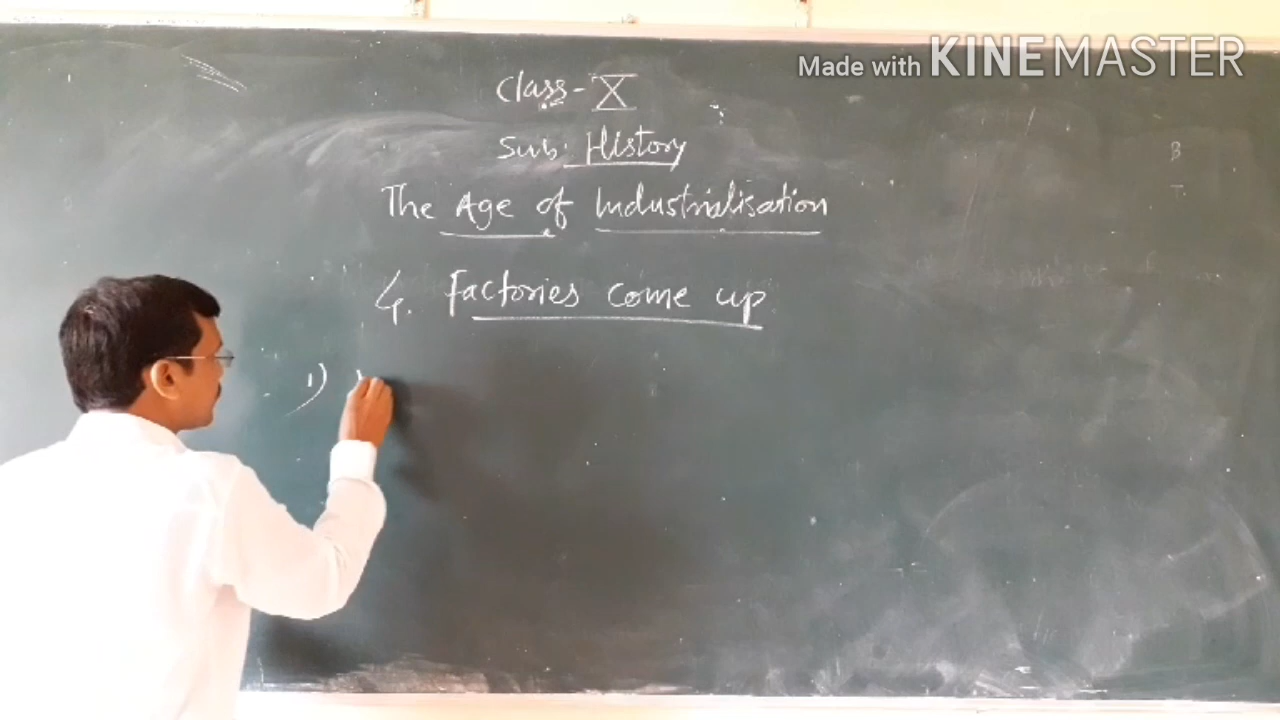 Made with KINEMASTER
Class - X
Sub: History
The Age of Industrialisation
4. Factories come up
1)